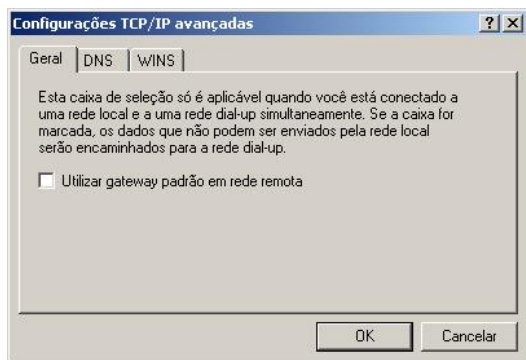 Configurações TCP/IP avançadas
Geral DNS WINS
Esta caixa de seleção só é aplicável quando você está conectado a
uma rede local e a uma rede dial-up simultaneamente. Se a caixa for
marcada, os dados que não podem ser enviados pela rede local
serão encaminhados para a rede dial-up.
Utilizar gateway padrão em rede remota
OK Cancelar